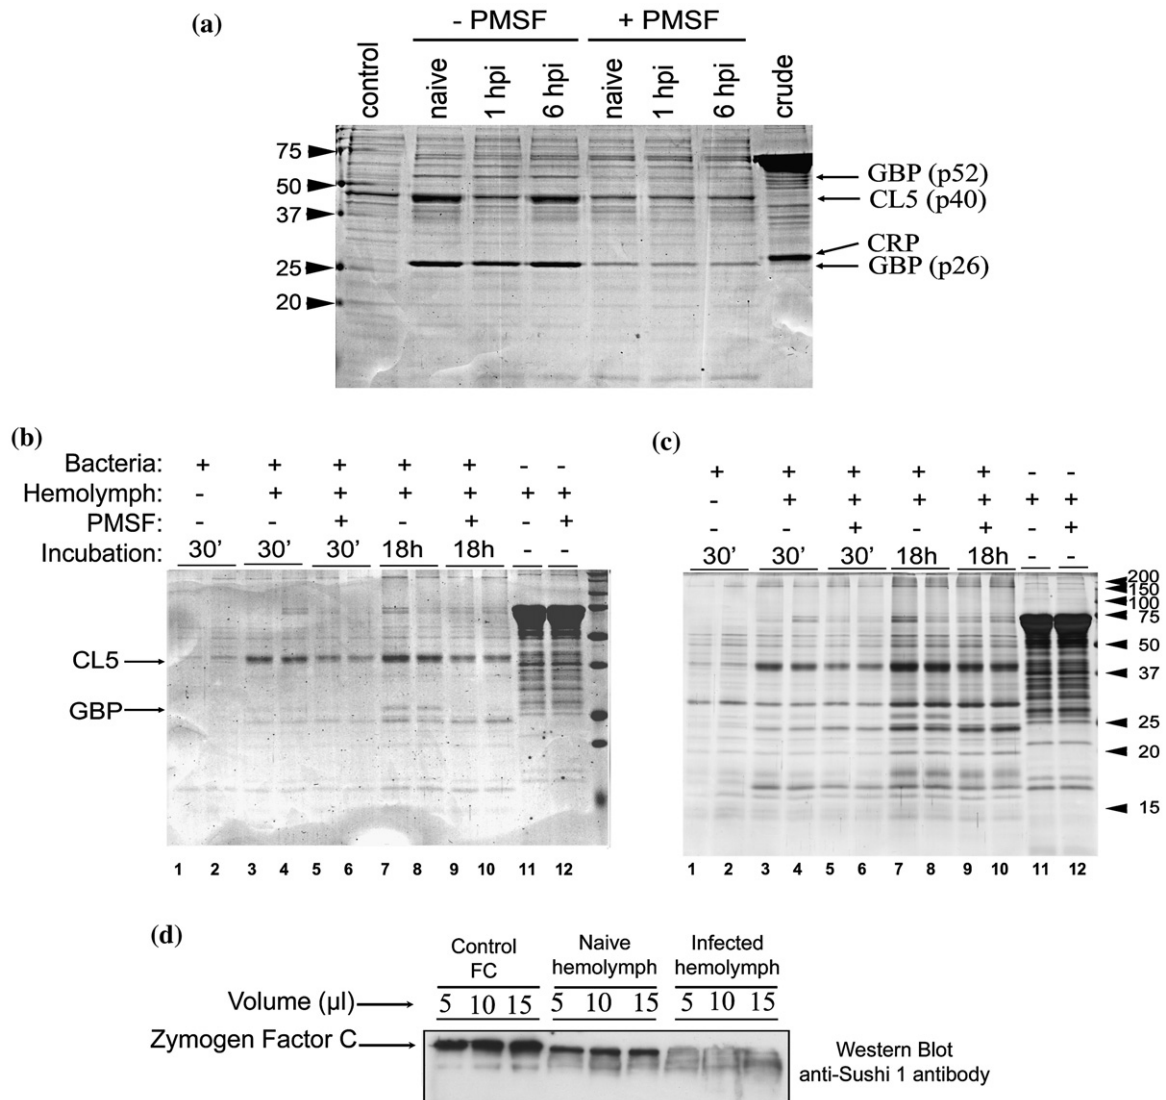 (a)
- PMSF + PMSF
control naive 1 hpi 6 hpi naive 1 hpi 6 hpi crude
75
50
37
25
20
GBP (p52)
CL5 (p40)
CRP
GBP (p26)
(b)
Bacteria: + + + + + - -
Hemolymph: - + + + + + +
PMSF: - - + - + - +
Incubation: 30’ 30’ 30’ 18h 18h - -
CL5
GBP
1 2 3 4 5 6 7 8 9 10 11 12
(c)
+ + + + + - -
- + + + + + +
- - + - + - +
30’ 30’ 30’ 18h 18h - -
200
150
100
75
50
37
25
20
15
1 2 3 4 5 6 7 8 9 10 11 12
(d)
Control FC
Naive hemolymph
Infected hemolymph
Volume (µl) 5 10 15 5 10 15 5 10 15
Zymogen Factor C
Western Blot
anti-Sushi 1 antibody